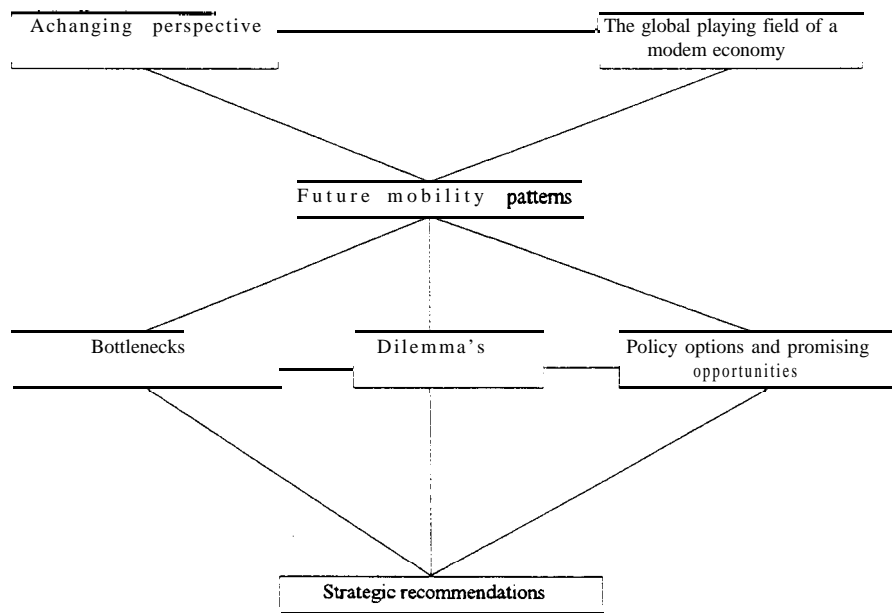 Achanging perspective
The global playing field of a
modem economy
Future mobility patterns
Bottlenecks
Dilemma's
Policy options and promising
opportunities
Strategic recommendations